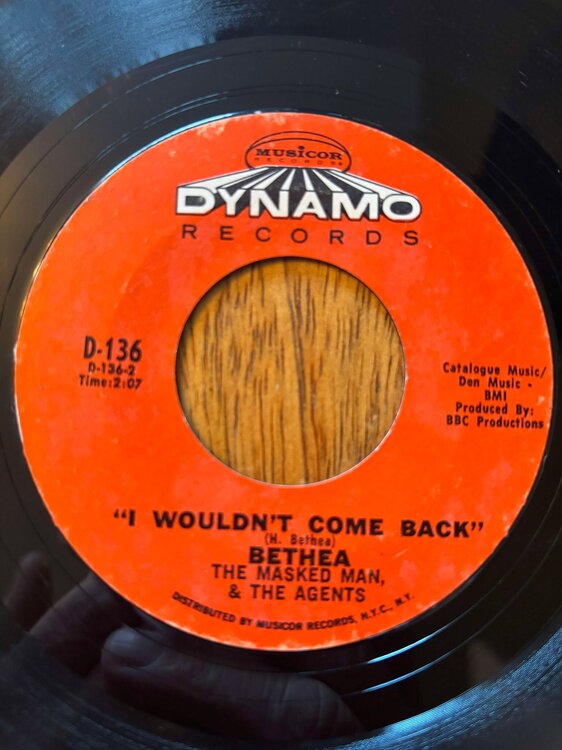 MUSICOR
RECORDS
DYNAMO
RECORDS
D-136
D-136-2
Time:2:07
Catalogue Music/
Den Music -
BMI
Produced By:
BBC Productions
"I WOULDN'T COME BACK"
(H. Bethea)
BETHEA
THE MASKED MAN,
& THE AGENTS
DISTRIBUTED BY MUSICOR RECORDS, N.Y.C., N.Y.